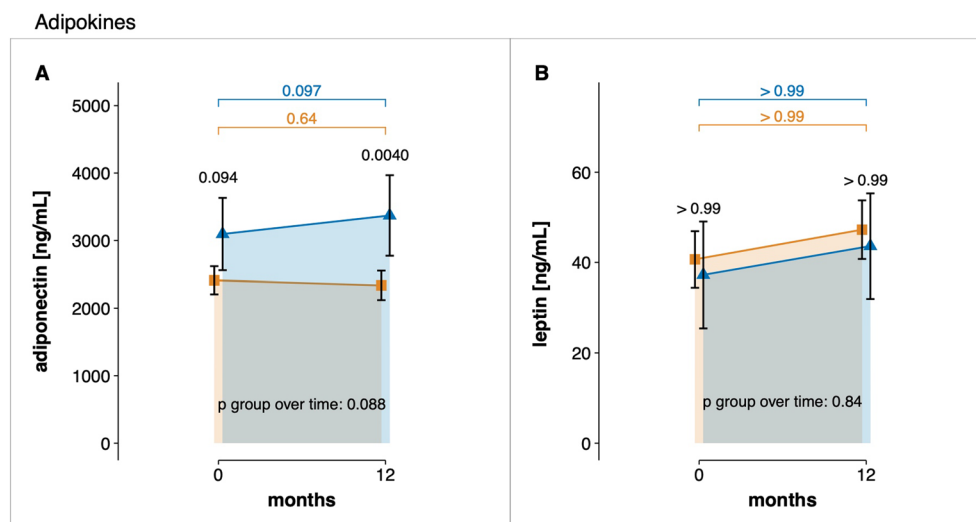 Adipokines
A
0.097
0.64
0.094
0.0040
5000
4000
3000
2000
1000
0
adiponectin [ng/mL]
p group over time: 0.088
0
12
months
B
> 0.99
> 0.99
> 0.99
> 0.99
60
40
20
0
leptin [ng/mL]
p group over time: 0.84
0
12
months